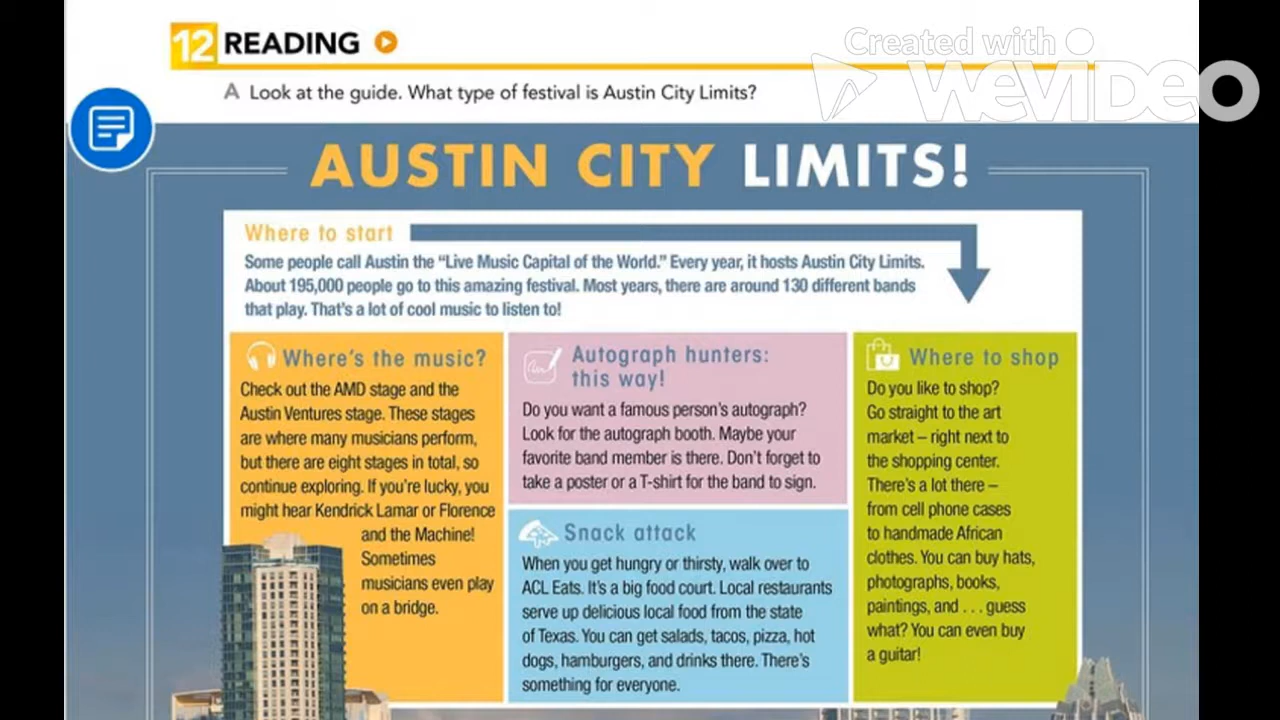 12 READING
Created with
WEVIDEO
A Look at the guide. What type of festival is Austin City Limits?
AUSTIN CITY LIMITS!
Where to start
Some people call Austin the “Live Music Capital of the World.” Every year, it hosts Austin City Limits.
About 195,000 people go to this amazing festival. Most years, there are around 130 different bands
that play. That’s a lot of cool music to listen to!
Where’s the music?
Check out the AMD stage and the
Austin Ventures stage. These stages
are where many musicians perform,
but there are eight stages in total, so
continue exploring. If you’re lucky, you
might hear Kendrick Lamar or Florence
and the Machine!
Sometimes
musicians even play
on a bridge.
Autograph hunters:
this way!
Do you want a famous person’s autograph?
Look for the autograph booth. Maybe your
favorite band member is there. Don’t forget to
take a poster or a T-shirt for the band to sign.
Snack attack
When you get hungry or thirsty, walk over to
ACL Eats. It’s a big food court. Local restaurants
serve up delicious local food from the state
of Texas. You can get salads, tacos, pizza, hot
dogs, hamburgers, and drinks there. There’s
something for everyone.
Where to shop
Do you like to shop?
Go straight to the art
market – right next to
the shopping center.
There’s a lot there –
from cell phone cases
to handmade African
clothes. You can buy hats,
photographs, books,
paintings, and . . . guess
what? You can even buy
a guitar!